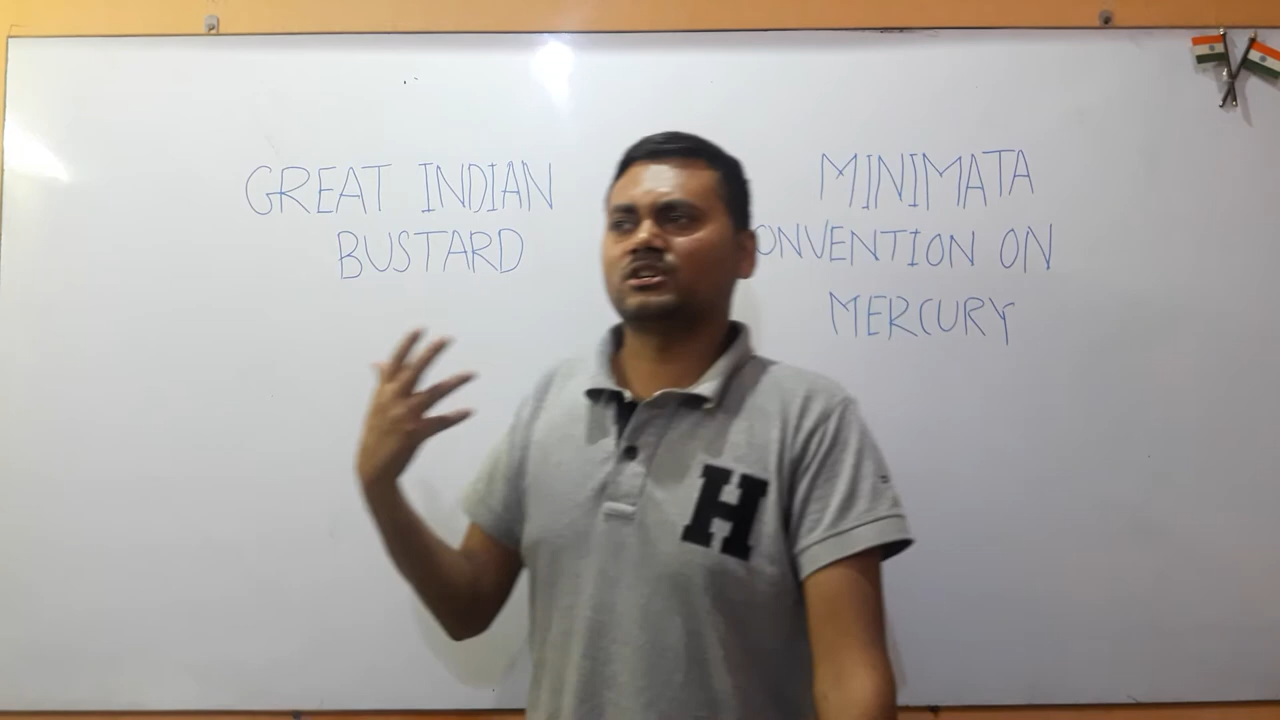 GREAT INDIAN
BUSTARD
MINIMATA
ONVENTION ON
MERCURY
H